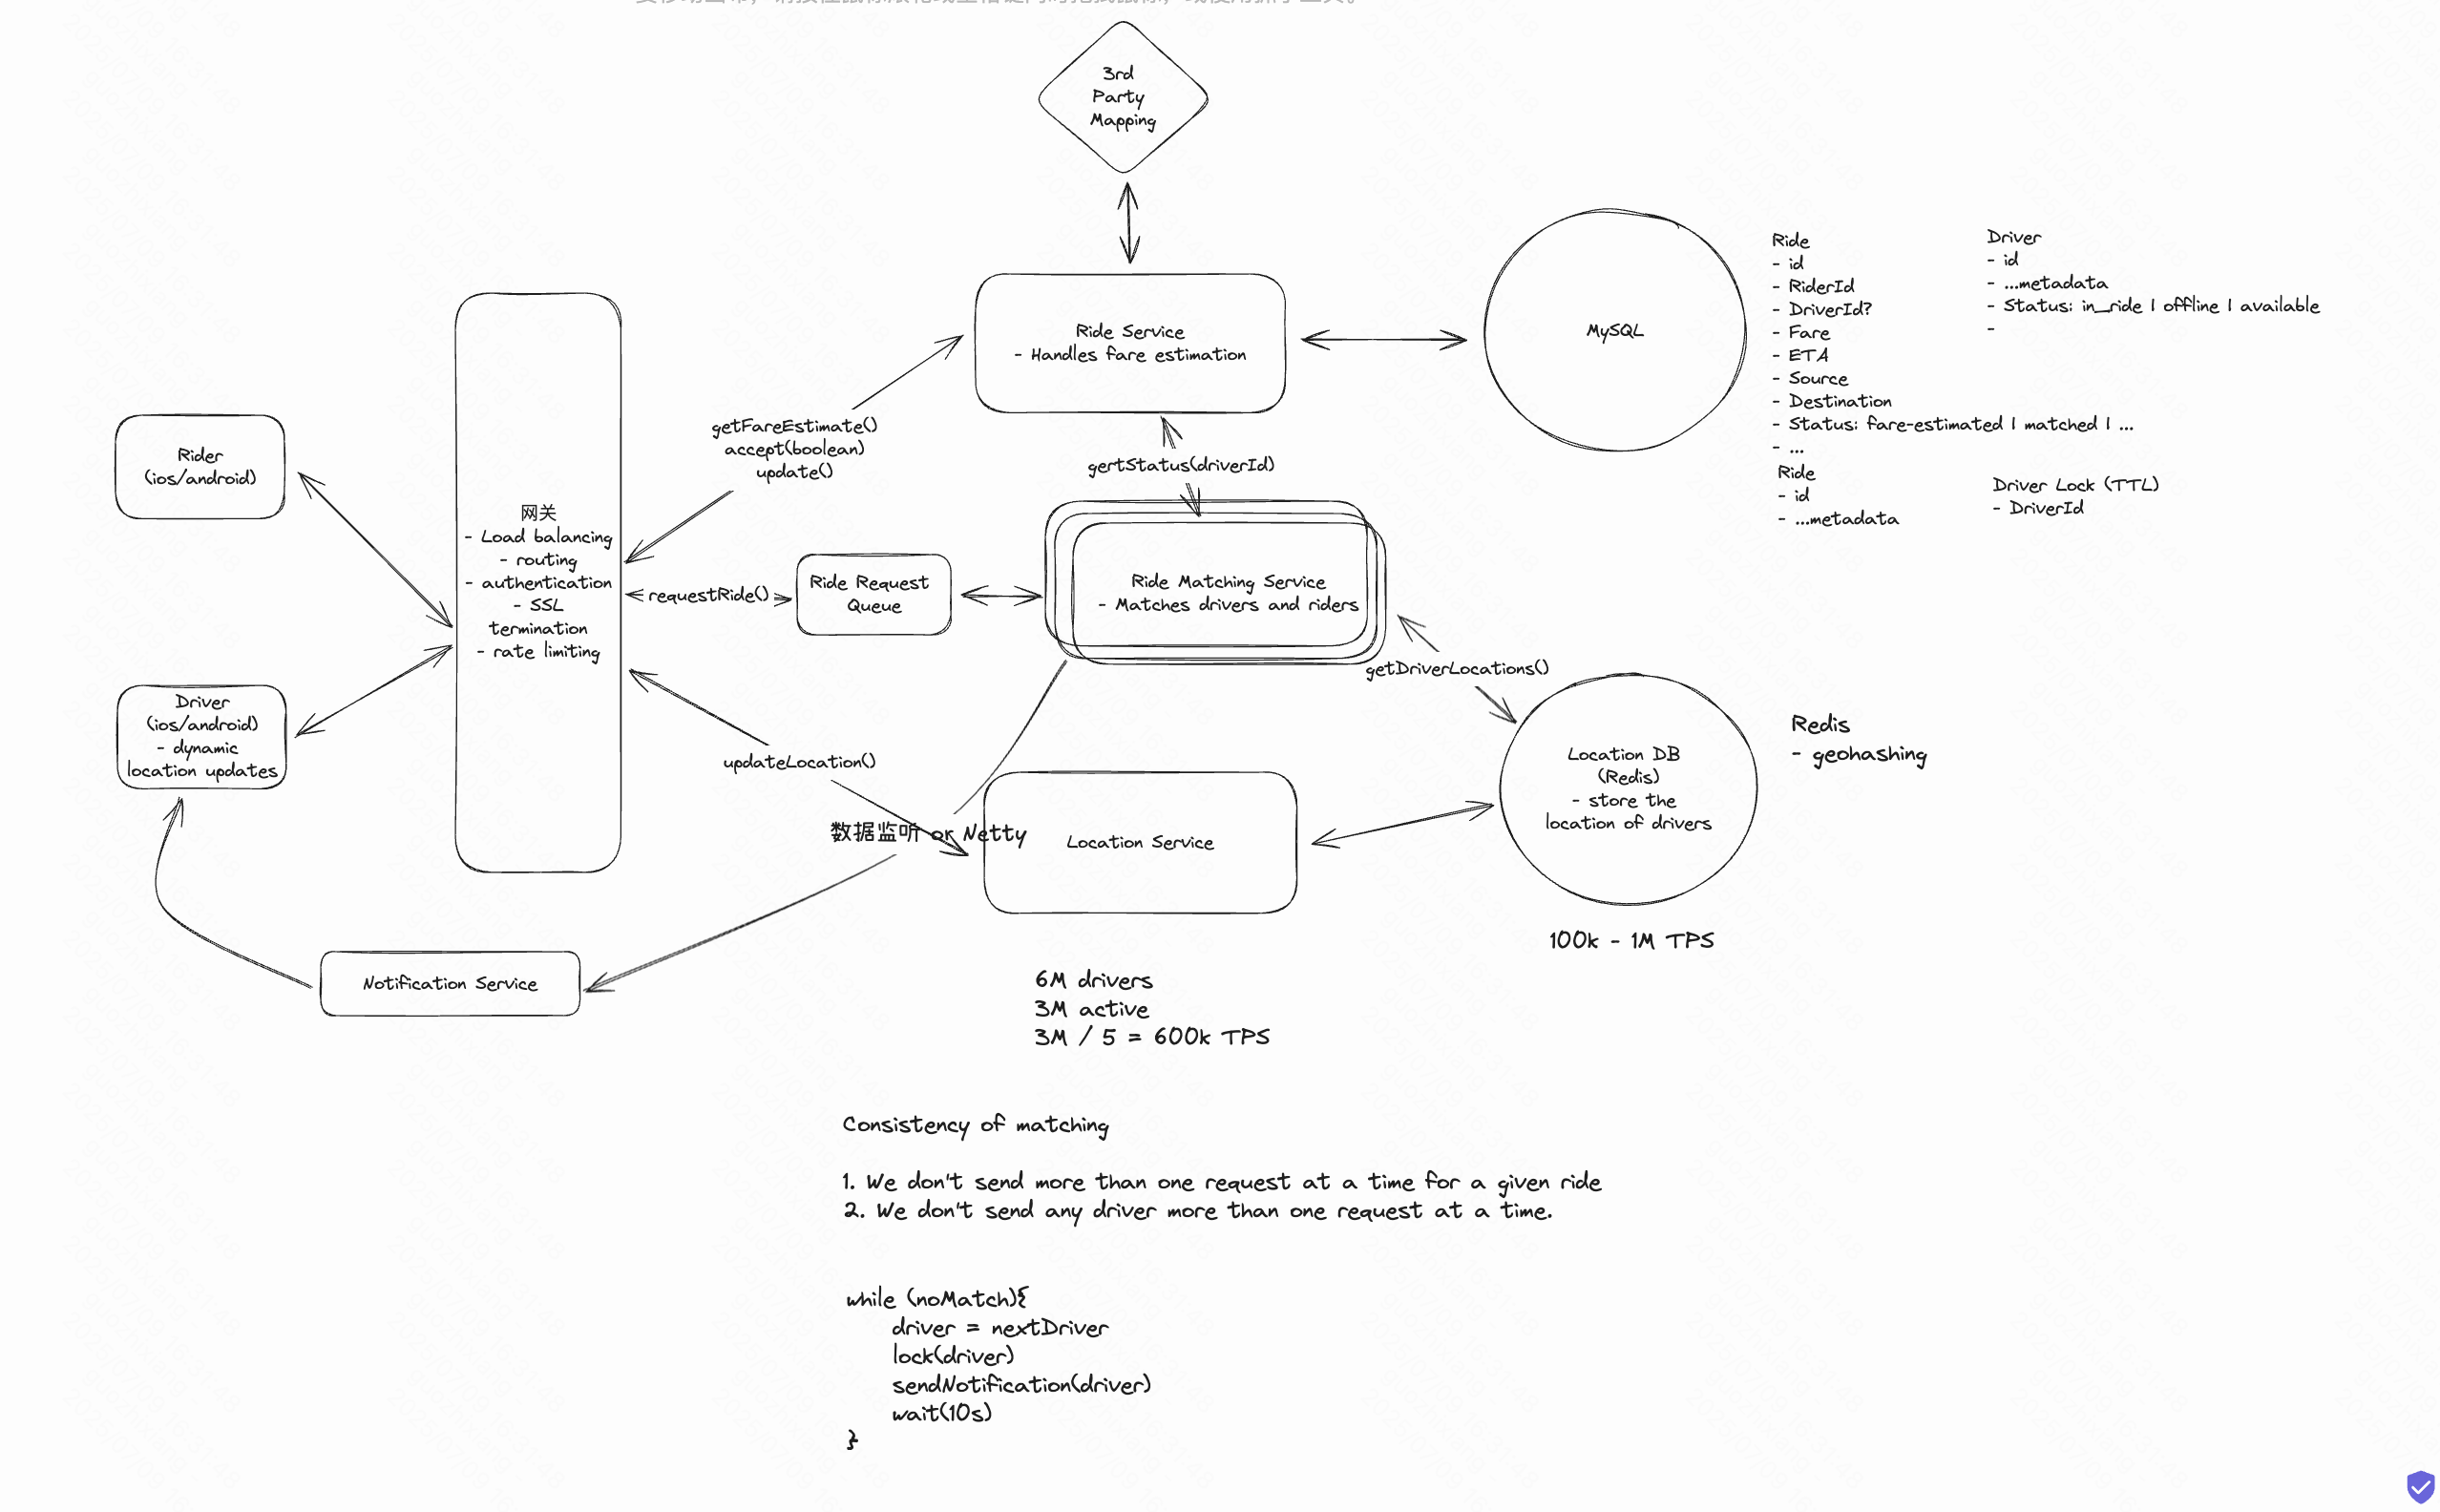 3rd
Party
Mapping
Ride Service
- Handles fare estimation
MySQL
Ride
- id
- RiderId
- DriverId?
- Fare
- ETA
- Source
- Destination
- Status: fare-estimated | matched | ...
- ...
Driver
- id
- ...metadata
- Status: in_ride | offline | available
-
Ride
- id
- ...metadata
Driver Lock (TTL)
- DriverId
Rider
(ios/android)
网关
- Load balancing
- routing
- authentication
- SSL
termination
- rate limiting
getFareEstimate()
accept(boolean)
update()
gertStatus(driverId)
requestRide()
Ride Request
Queue
Ride Matching Service
- Matches drivers and riders
getDriverLocations()
Driver
(ios/android)
- dynamic
location updates
updateLocation()
数据监听 or Netty
Location Service
Location DB
(Redis)
- store the
location of drivers
Redis
- geohashing
100k - 1M TPS
Notification Service
6M drivers
3M active
3M / 5 = 600k TPS
Consistency of matching
1. We don't send more than one request at a time for a given ride
2. We don't send any driver more than one request at a time.
while (noMatch){
driver = nextDriver
lock(driver)
sendNotification(driver)
wait(10s)
}